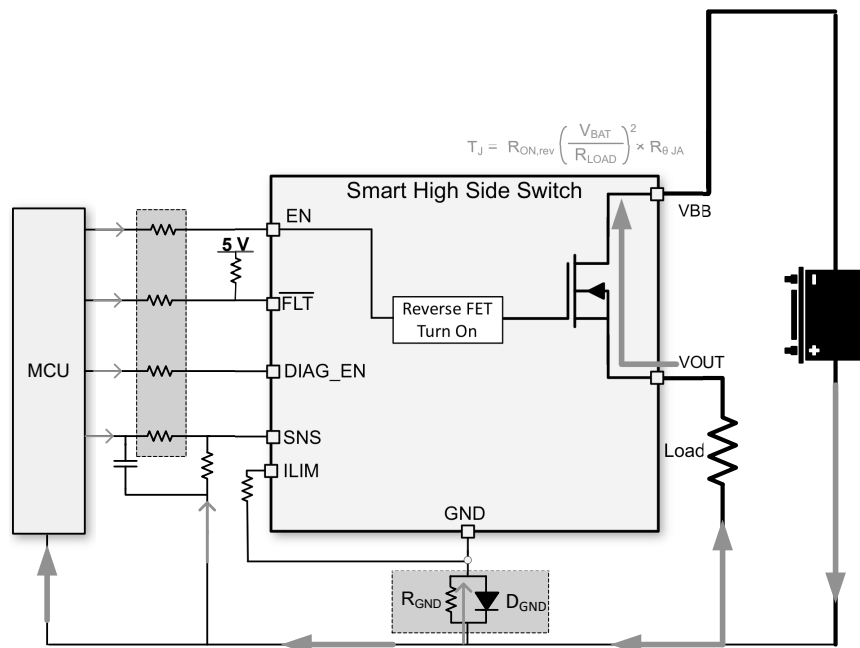 T_J = R_ON,rev (V_BAT / R_LOAD)^2 × R_θJA
Smart High Side Switch
EN
VBB
5 V
FLT
Reverse FET
Turn On
-
+
MCU
DIAG_EN
VOUT
SNS
Load
ILIM
GND
R_GND
D_GND